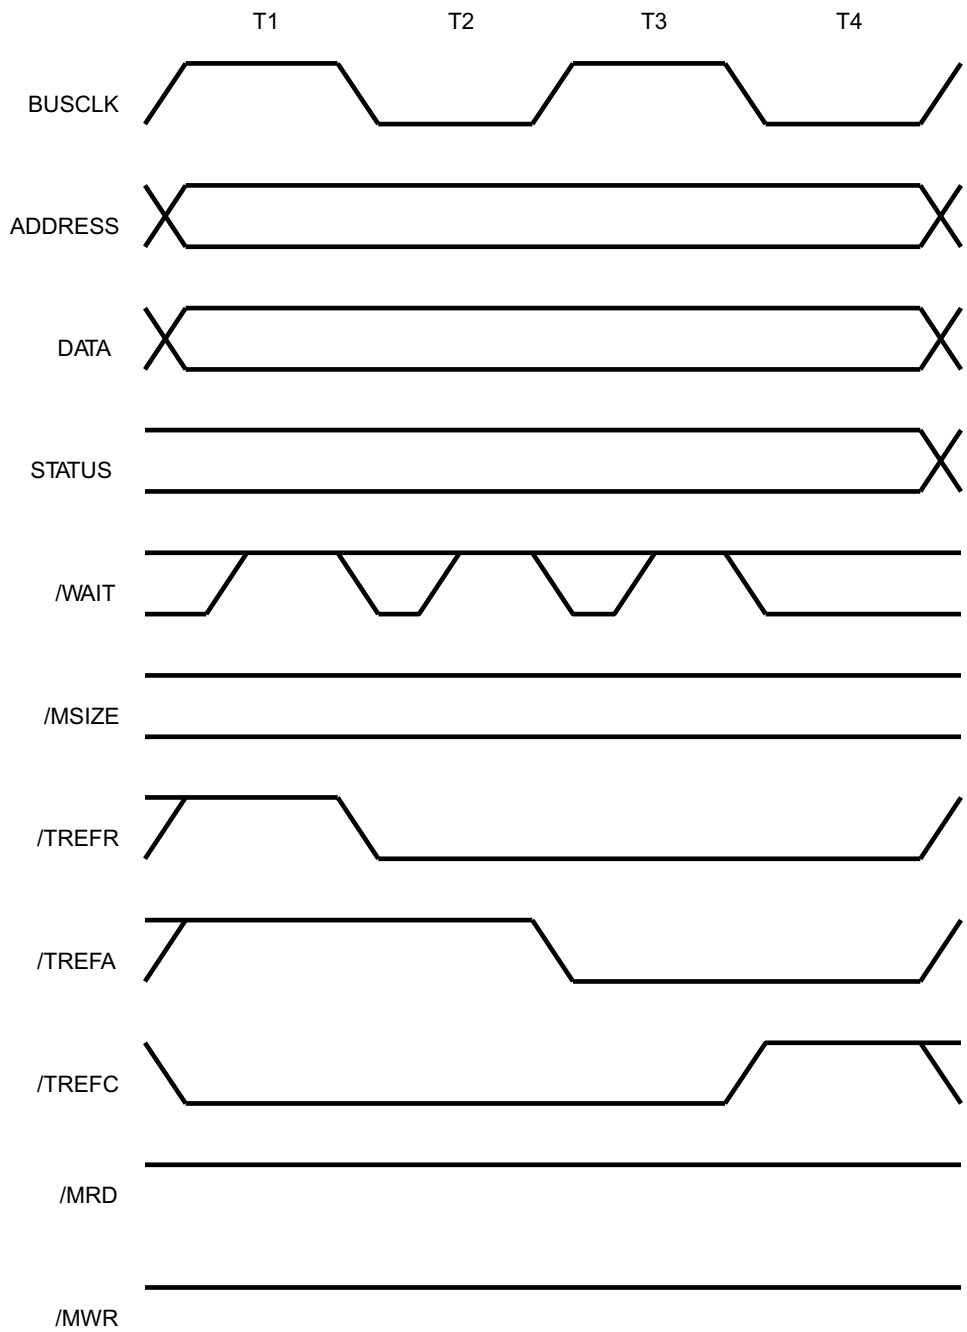 T1 T2 T3 T4
BUSCLK
ADDRESS
DATA
STATUS
/WAIT
/MSIZE
/TREFR
/TREFA
/TREFC
/MRD
/MWR